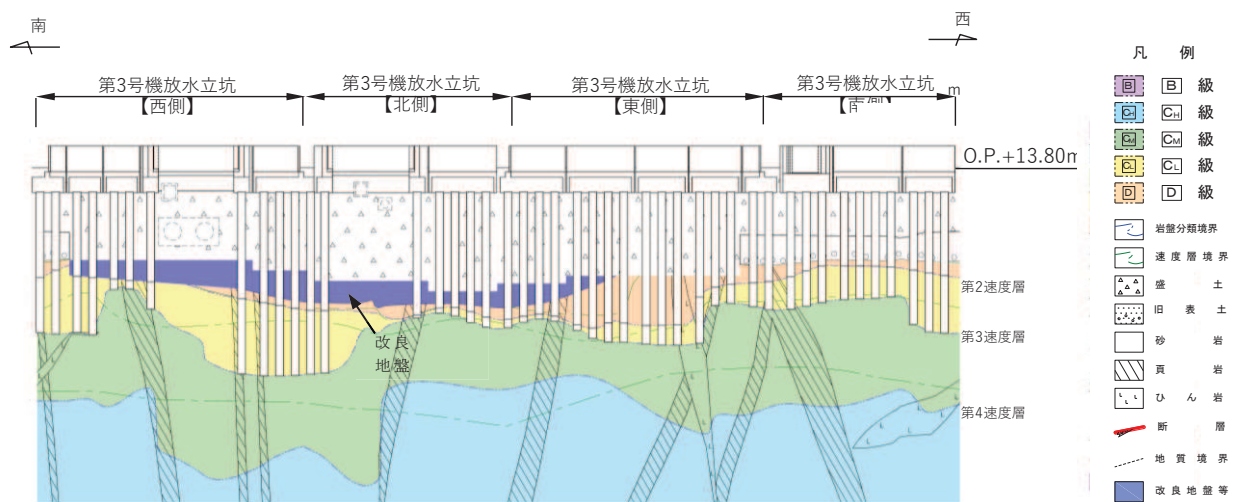 南
西
第3号機放水立坑
【西側】
第3号機放水立坑
【北側】
第3号機放水立坑
【東側】
第3号機放水立坑
m
O.P.+13.80m
第2速度層
第3速度層
第4速度層
改良
地盤
凡 例
B B 級
CH CH 級
CM CM 級
CL CL 級
D D 級
岩盤分類境界
速度層境界
盛 土
旧 表 土
砂 岩
頁 岩
ひ ん 岩
断 層
地 質 境 界
改 良 地 盤 等